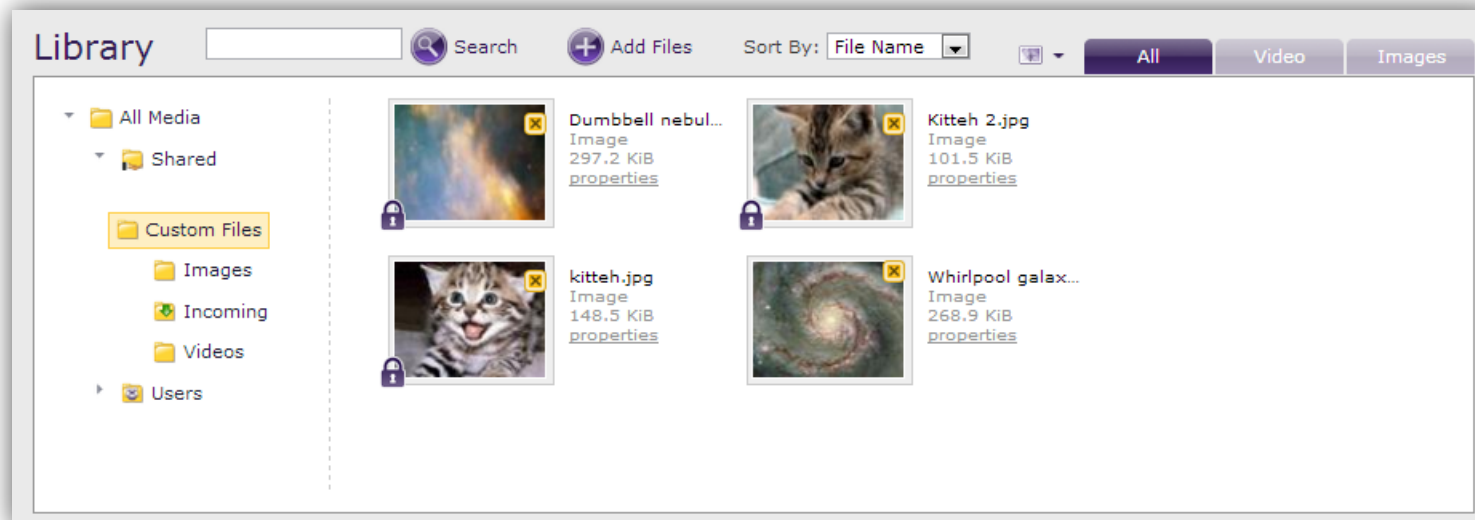 Library
Search
Add Files
Sort By: File Name
All
Video
Images
All Media
Shared
Custom Files
Images
Incoming
Videos
Users
Dumbbell nebul...
Image
297.2 KiB
properties
Kitteh 2.jpg
Image
101.5 KiB
properties
kitteh.jpg
Image
148.5 KiB
properties
Whirlpool galax...
Image
268.9 KiB
properties